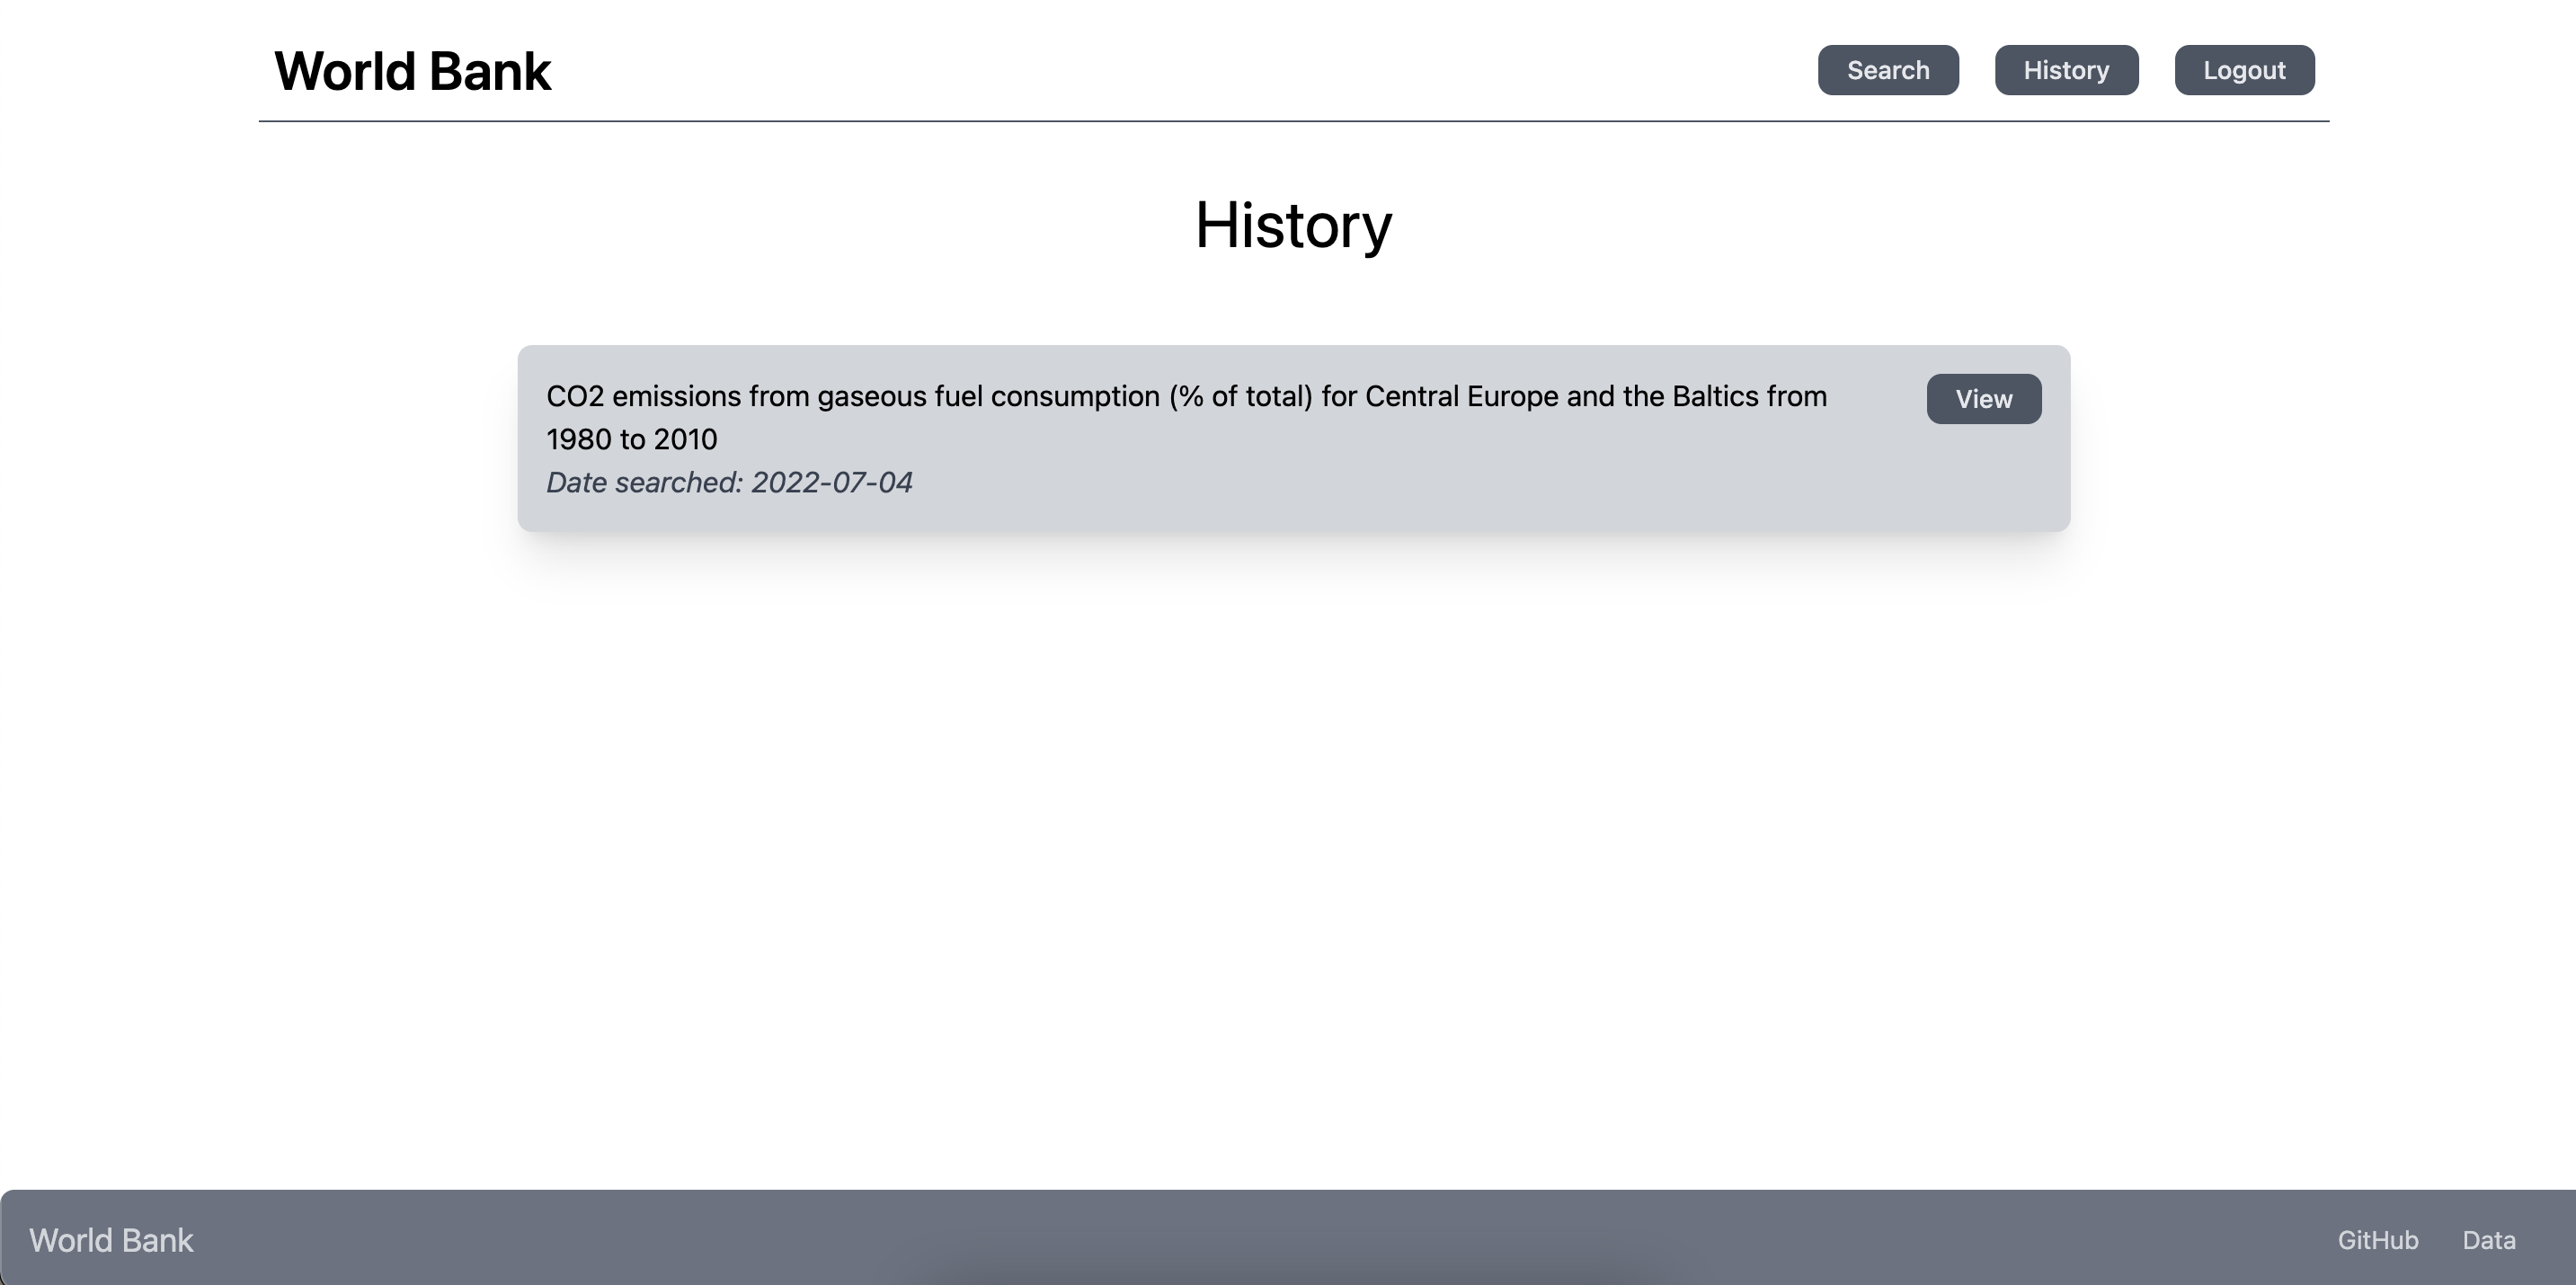 World Bank
Search
History
Logout
History
CO2 emissions from gaseous fuel consumption (% of total) for Central Europe and the Baltics from
1980 to 2010
Date searched: 2022-07-04
View
World Bank
GitHub
Data